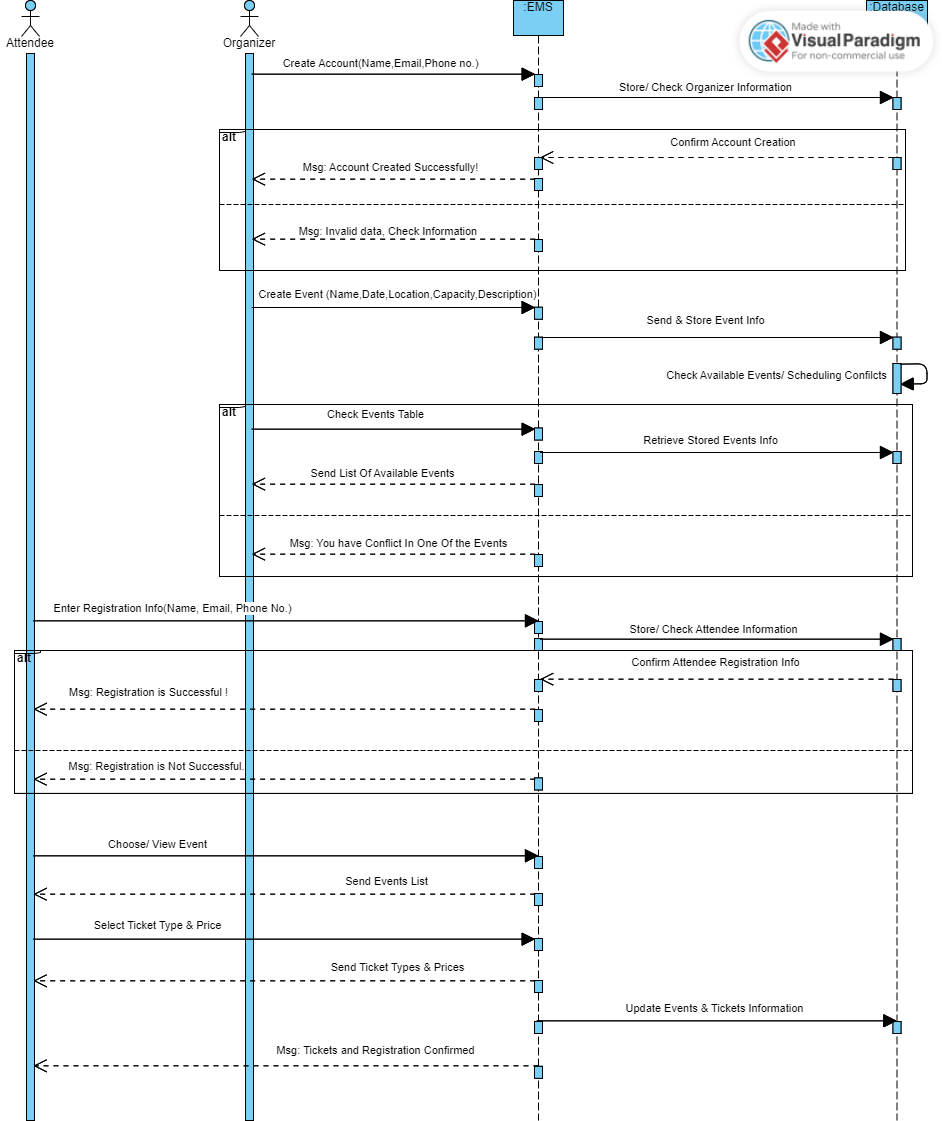 :EMS
:Database
Made with
VisualParadigm
For non-commercial use
Attendee
Organizer
Create Account(Name,Email,Phone no.)
Store/ Check Organizer Information
alt
Confirm Account Creation
Msg: Account Created Successfully!
Msg: Invalid data, Check Information
Create Event (Name,Date,Location,Capacity,Description)
Send & Store Event Info
Check Available Events/ Scheduling Confilcts
alt
Check Events Table
Retrieve Stored Events Info
Send List Of Available Events
Msg: You have Conflict In One Of the Events
Enter Registration Info(Name, Email, Phone No.)
Store/ Check Attendee Information
alt
Confirm Attendee Registration Info
Msg: Registration is Successful !
Msg: Registration is Not Successful.
Choose/ View Event
Send Events List
Select Ticket Type & Price
Send Ticket Types & Prices
Update Events & Tickets Information
Msg: Tickets and Registration Confirmed